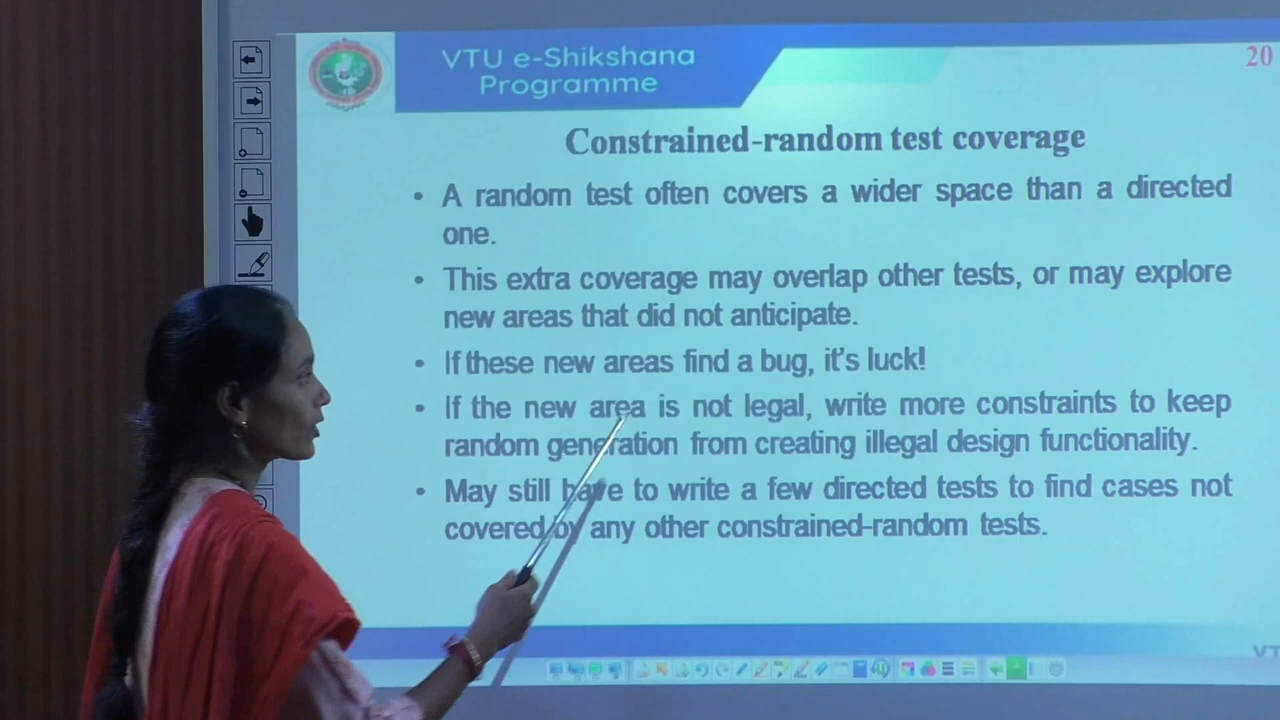 VTU e-Shikshana
Programme
20
Constrained-random test coverage
• A random test often covers a wider space than a directed
one.
• This extra coverage may overlap other tests, or may explore
new areas that did not anticipate.
• If these new areas find a bug, it's luck!
• If the new area is not legal, write more constraints to keep
random generation from creating illegal design functionality.
• May still have to write a few directed tests to find cases not
covered by any other constrained-random tests.
VT